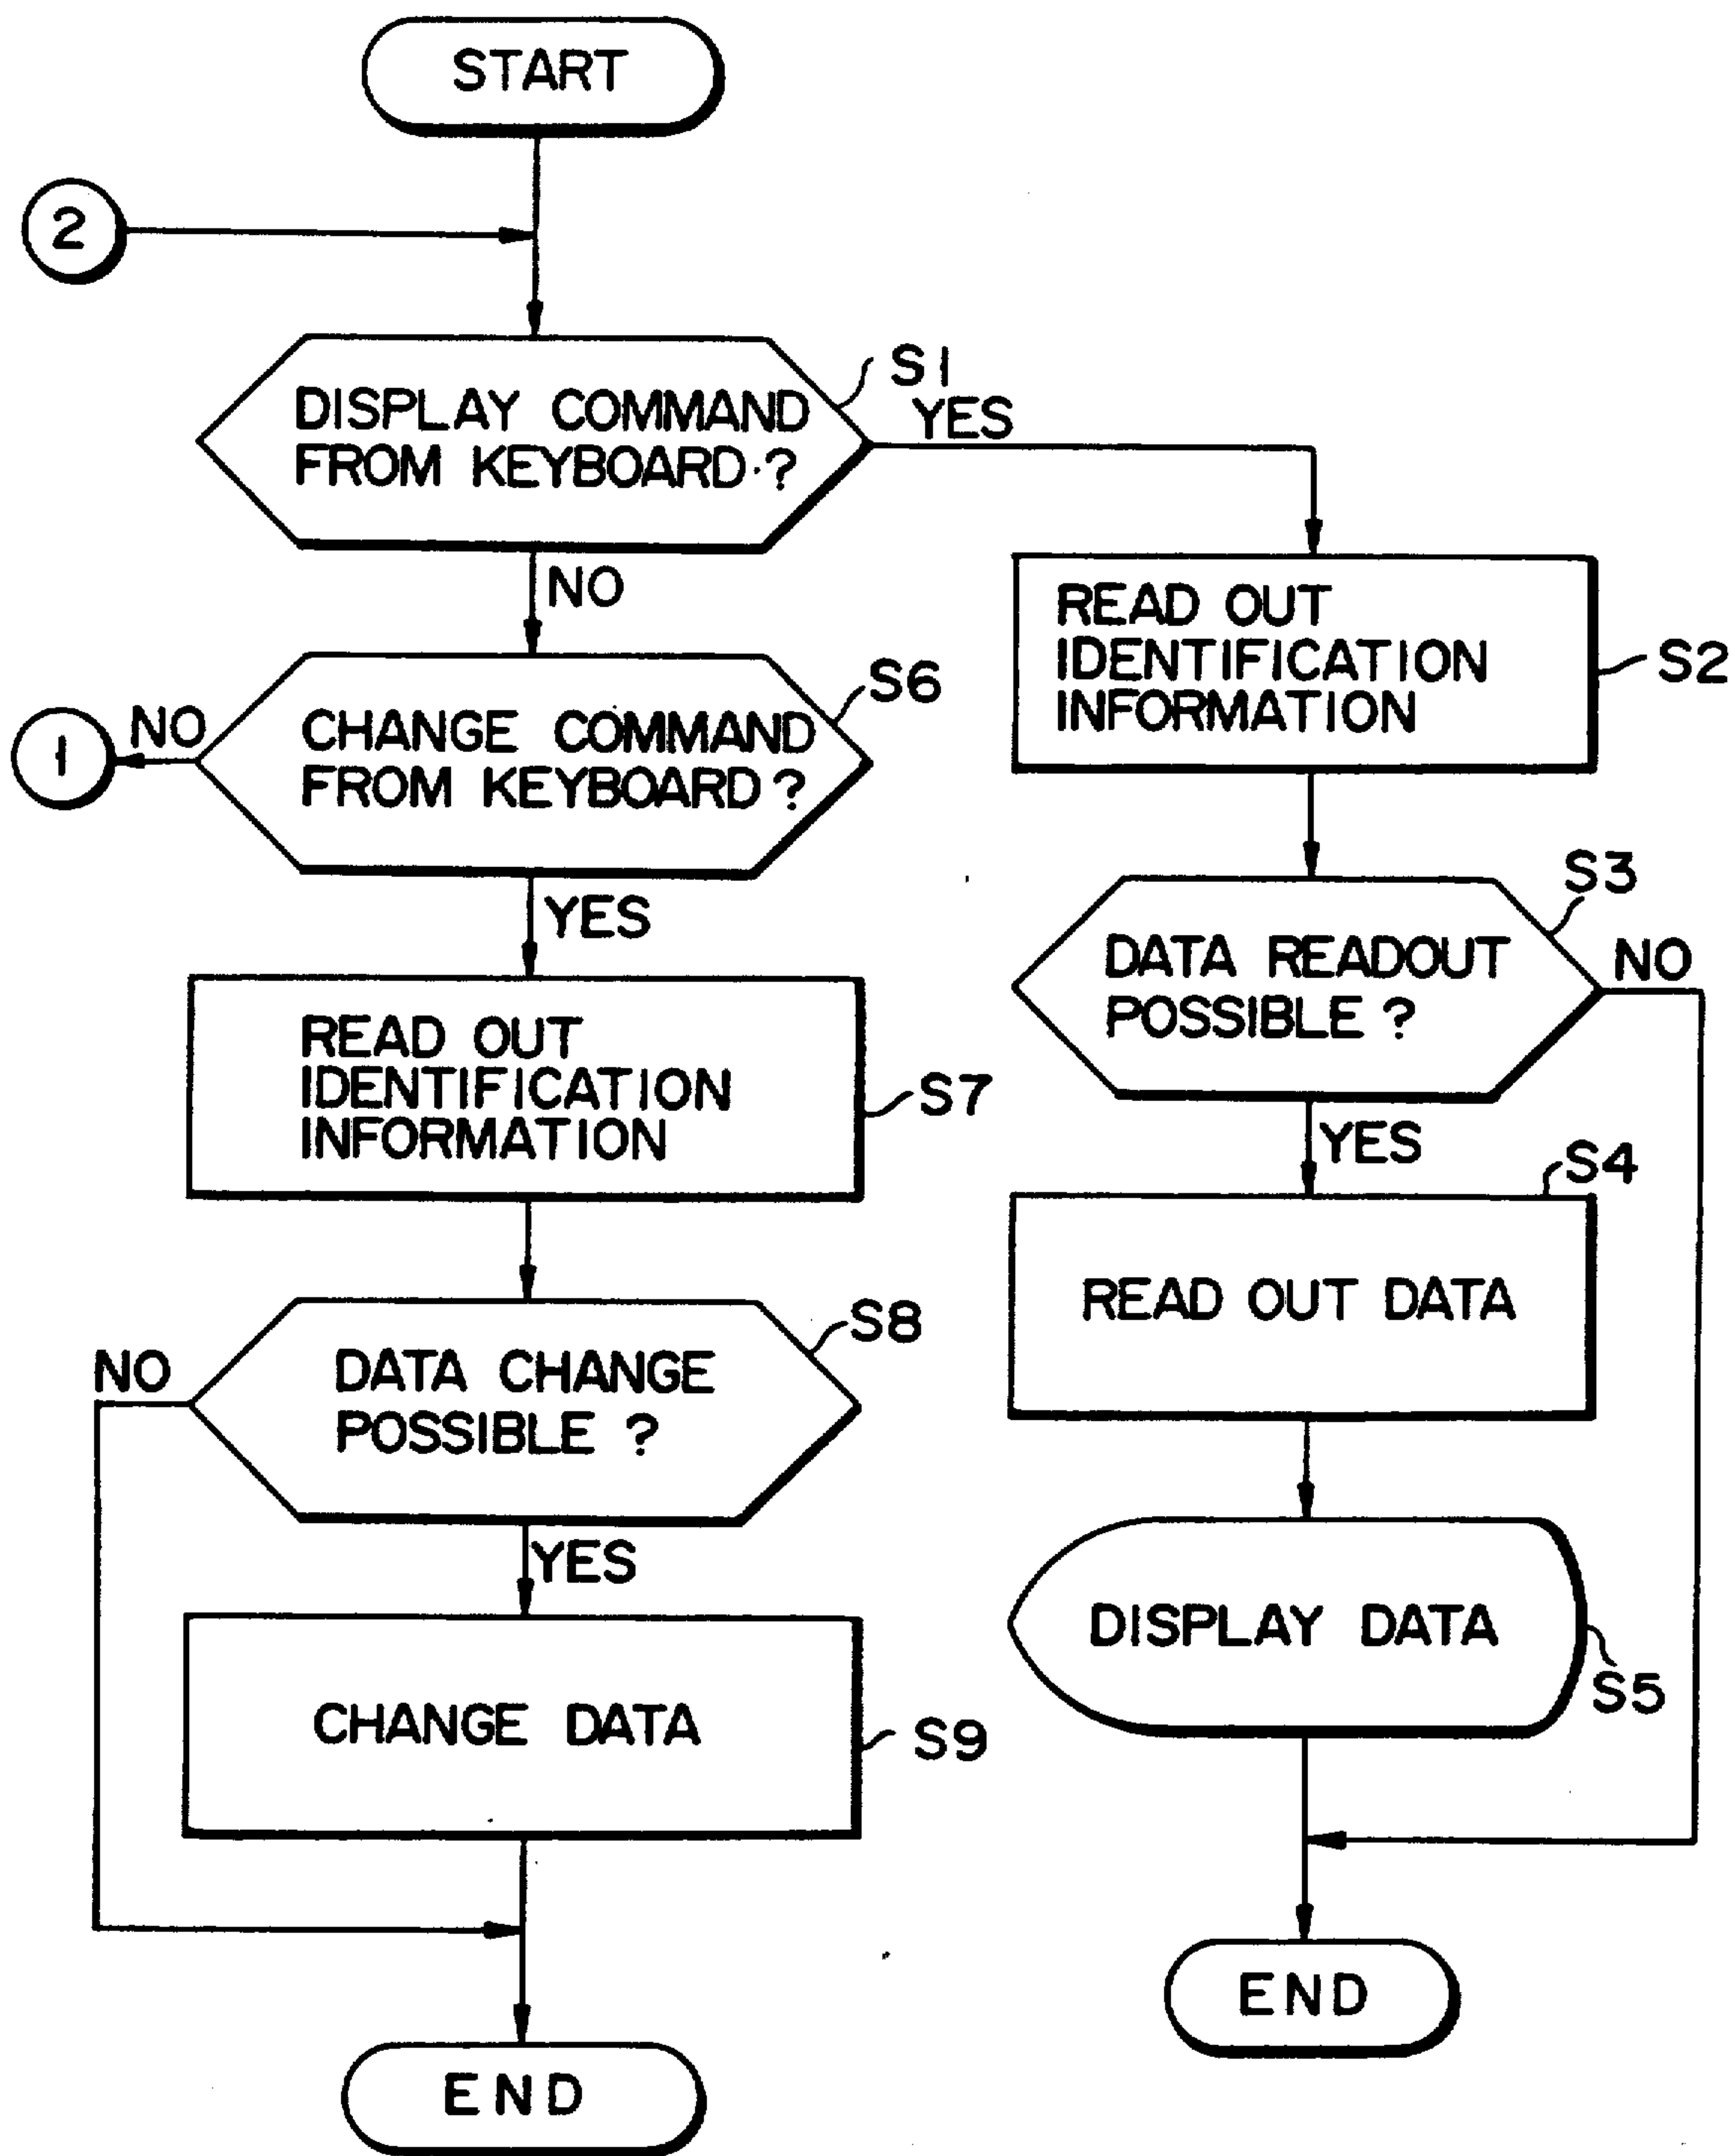 START
2
S1
DISPLAY COMMAND
FROM KEYBOARD ?
YES
NO
READ OUT
IDENTIFICATION
INFORMATION
S2
S6
CHANGE COMMAND
FROM KEYBOARD ?
NO
1
YES
S3
DATA READOUT
POSSIBLE ?
NO
YES
READ OUT
IDENTIFICATION
INFORMATION
S7
S4
READ OUT DATA
S8
DATA CHANGE
POSSIBLE ?
NO
YES
DISPLAY DATA
S5
CHANGE DATA
S9
END
END